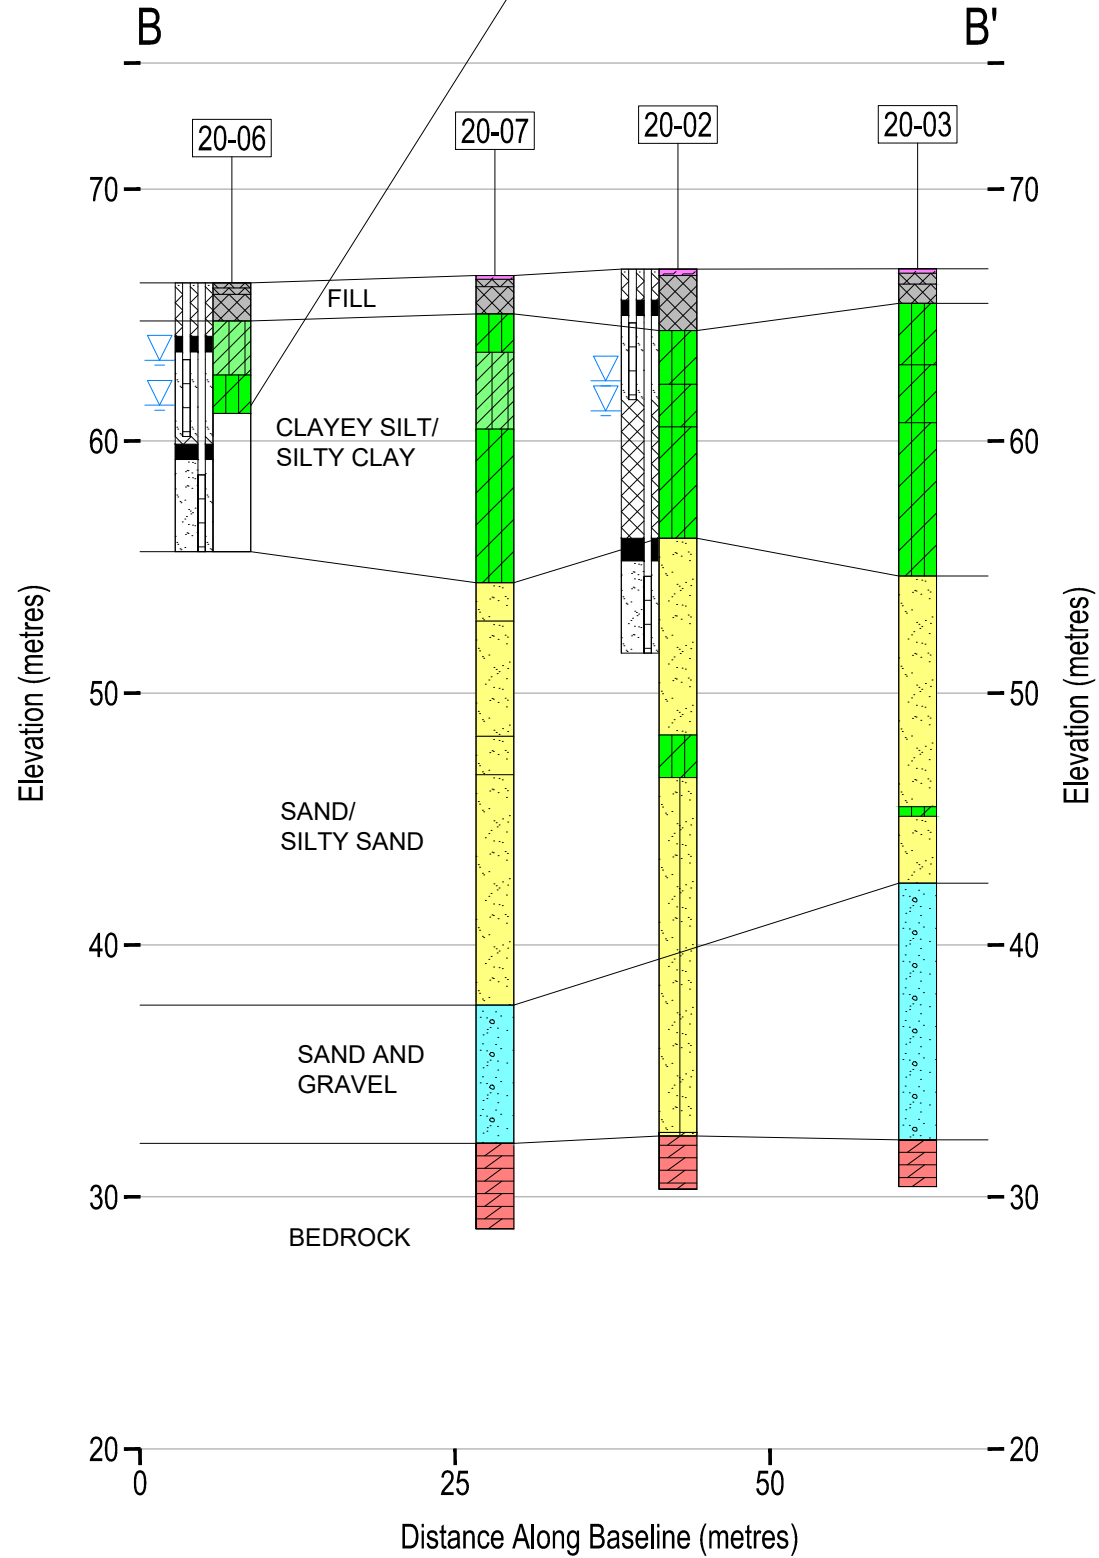 B
B'
20-06
20-07
20-02
20-03
70
70
FILL
CLAYEY SILT/
SILTY CLAY
60
60
Elevation (metres)
Elevation (metres)
50
50
SAND/
SILTY SAND
40
40
SAND AND
GRAVEL
30
30
BEDROCK
20
20
0
25
50
Distance Along Baseline (metres)